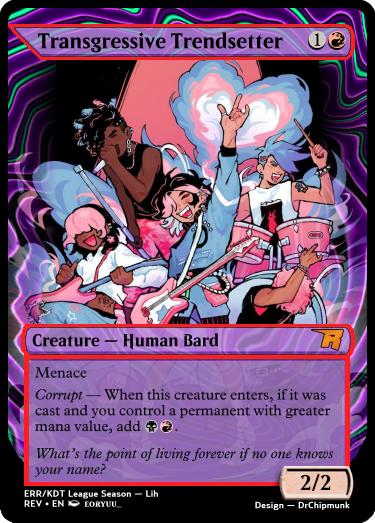 Transgressive Trendsetter 1
Creature — Human Bard
Menace
Corrupt — When this creature enters, if it was
cast and you control a permanent with greater
mana value, add .
What's the point of living forever if no one knows
your name?
2/2
ERR/KDT League Season — Lih
REV • EN EORYUU_
Design — DrChipmunk